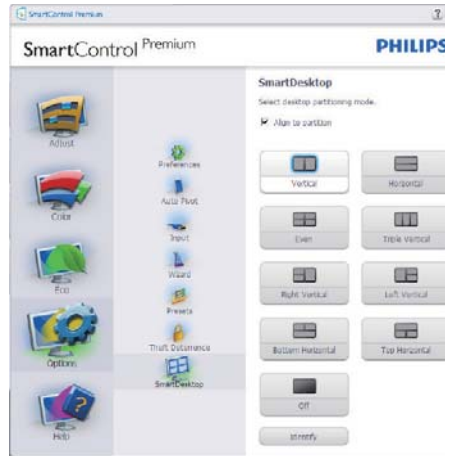 SmartControl Premium
?
SmartControl Premium
PHILIPS
Adjust
Color
Eco
Options
Help
Preferences
Auto Pivot
Input
Wizard
Presets
Theft Deterrence
SmartDesktop
SmartDesktop
Select desktop partitioning mode.
Align to partition
Vertical
Horizontal
Even
Triple Vertical
Right Vertical
Left Vertical
Bottom Horizontal
Top Horizontal
Off
Identify